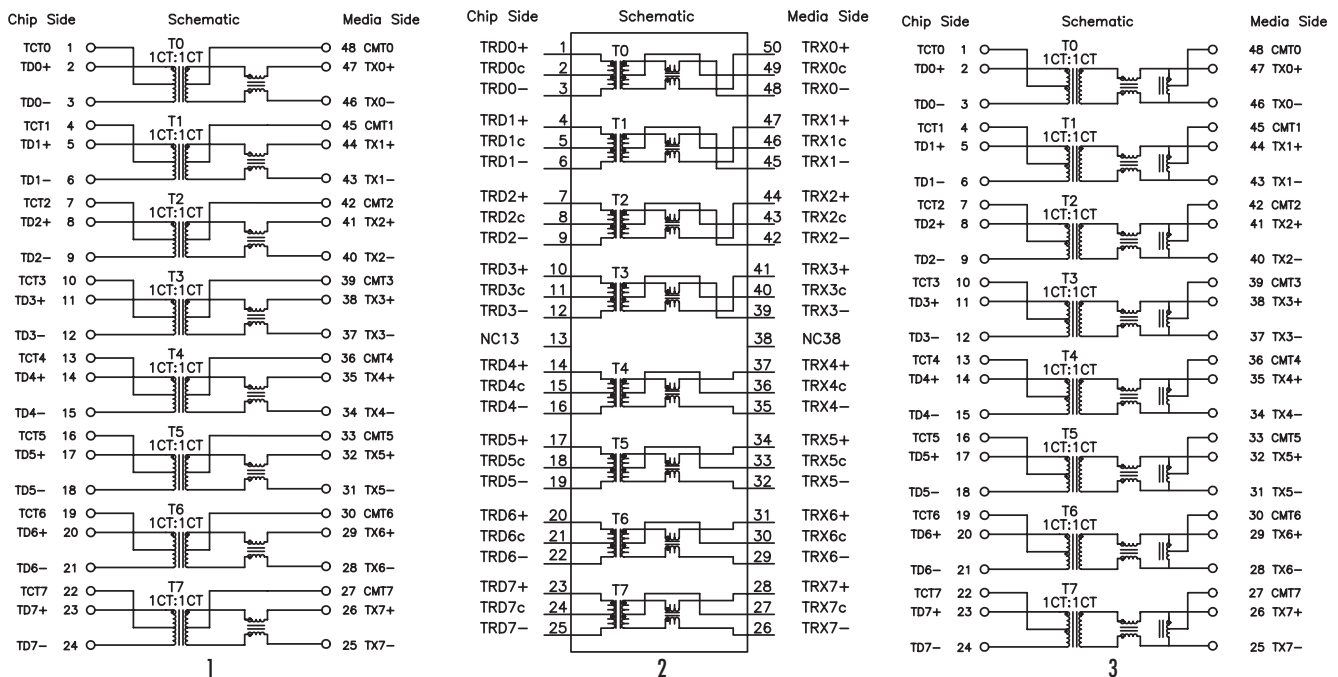 Chip Side Schematic Media Side
TCT0 1 T0 48 CMT0
1CT:1CT
TD0+ 2 47 TX0+
TD0- 3 46 TX0-
TCT1 4 T1 45 CMT1
1CT:1CT
TD1+ 5 44 TX1+
TD1- 6 43 TX1-
TCT2 7 T2 42 CMT2
1CT:1CT
TD2+ 8 41 TX2+
TD2- 9 40 TX2-
TCT3 10 T3 39 CMT3
1CT:1CT
TD3+ 11 38 TX3+
TD3- 12 37 TX3-
TCT4 13 T4 36 CMT4
1CT:1CT
TD4+ 14 35 TX4+
TD4- 15 34 TX4-
TCT5 16 T5 33 CMT5
1CT:1CT
TD5+ 17 32 TX5+
TD5- 18 31 TX5-
TCT6 19 T6 30 CMT6
1CT:1CT
TD6+ 20 29 TX6+
TD6- 21 28 TX6-
TCT7 22 T7 27 CMT7
1CT:1CT
TD7+ 23 26 TX7+
TD7- 24 25 TX7-
1
Chip Side Schematic Media Side
TRD0+ 1 T0 50 TRX0+
TRD0c 2 49 TRX0c
TRD0- 3 48 TRX0-
TRD1+ 4 T1 47 TRX1+
TRD1c 5 46 TRX1c
TRD1- 6 45 TRX1-
TRD2+ 7 T2 44 TRX2+
TRD2c 8 43 TRX2c
TRD2- 9 42 TRX2-
TRD3+ 10 T3 41 TRX3+
TRD3c 11 40 TRX3c
TRD3- 12 39 TRX3-
NC13 13 38 NC38
TRD4+ 14 T4 37 TRX4+
TRD4c 15 36 TRX4c
TRD4- 16 35 TRX4-
TRD5+ 17 T5 34 TRX5+
TRD5c 18 33 TRX5c
TRD5- 19 32 TRX5-
TRD6+ 20 T6 31 TRX6+
TRD6c 21 30 TRX6c
TRD6- 22 29 TRX6-
TRD7+ 23 T7 28 TRX7+
TRD7c 24 27 TRX7c
TRD7- 25 26 TRX7-
2
Chip Side Schematic Media Side
TCT0 1 T0 48 CMT0
1CT:1CT
TD0+ 2 47 TX0+
TD0- 3 46 TX0-
TCT1 4 T1 45 CMT1
1CT:1CT
TD1+ 5 44 TX1+
TD1- 6 43 TX1-
TCT2 7 T2 42 CMT2
1CT:1CT
TD2+ 8 41 TX2+
TD2- 9 40 TX2-
TCT3 10 T3 39 CMT3
1CT:1CT
TD3+ 11 38 TX3+
TD3- 12 37 TX3-
TCT4 13 T4 36 CMT4
1CT:1CT
TD4+ 14 35 TX4+
TD4- 15 34 TX4-
TCT5 16 T5 33 CMT5
1CT:1CT
TD5+ 17 32 TX5+
TD5- 18 31 TX5-
TCT6 19 T6 30 CMT6
1CT:1CT
TD6+ 20 29 TX6+
TD6- 21 28 TX6-
TCT7 22 T7 27 CMT7
1CT:1CT
TD7+ 23 26 TX7+
TD7- 24 25 TX7-
3